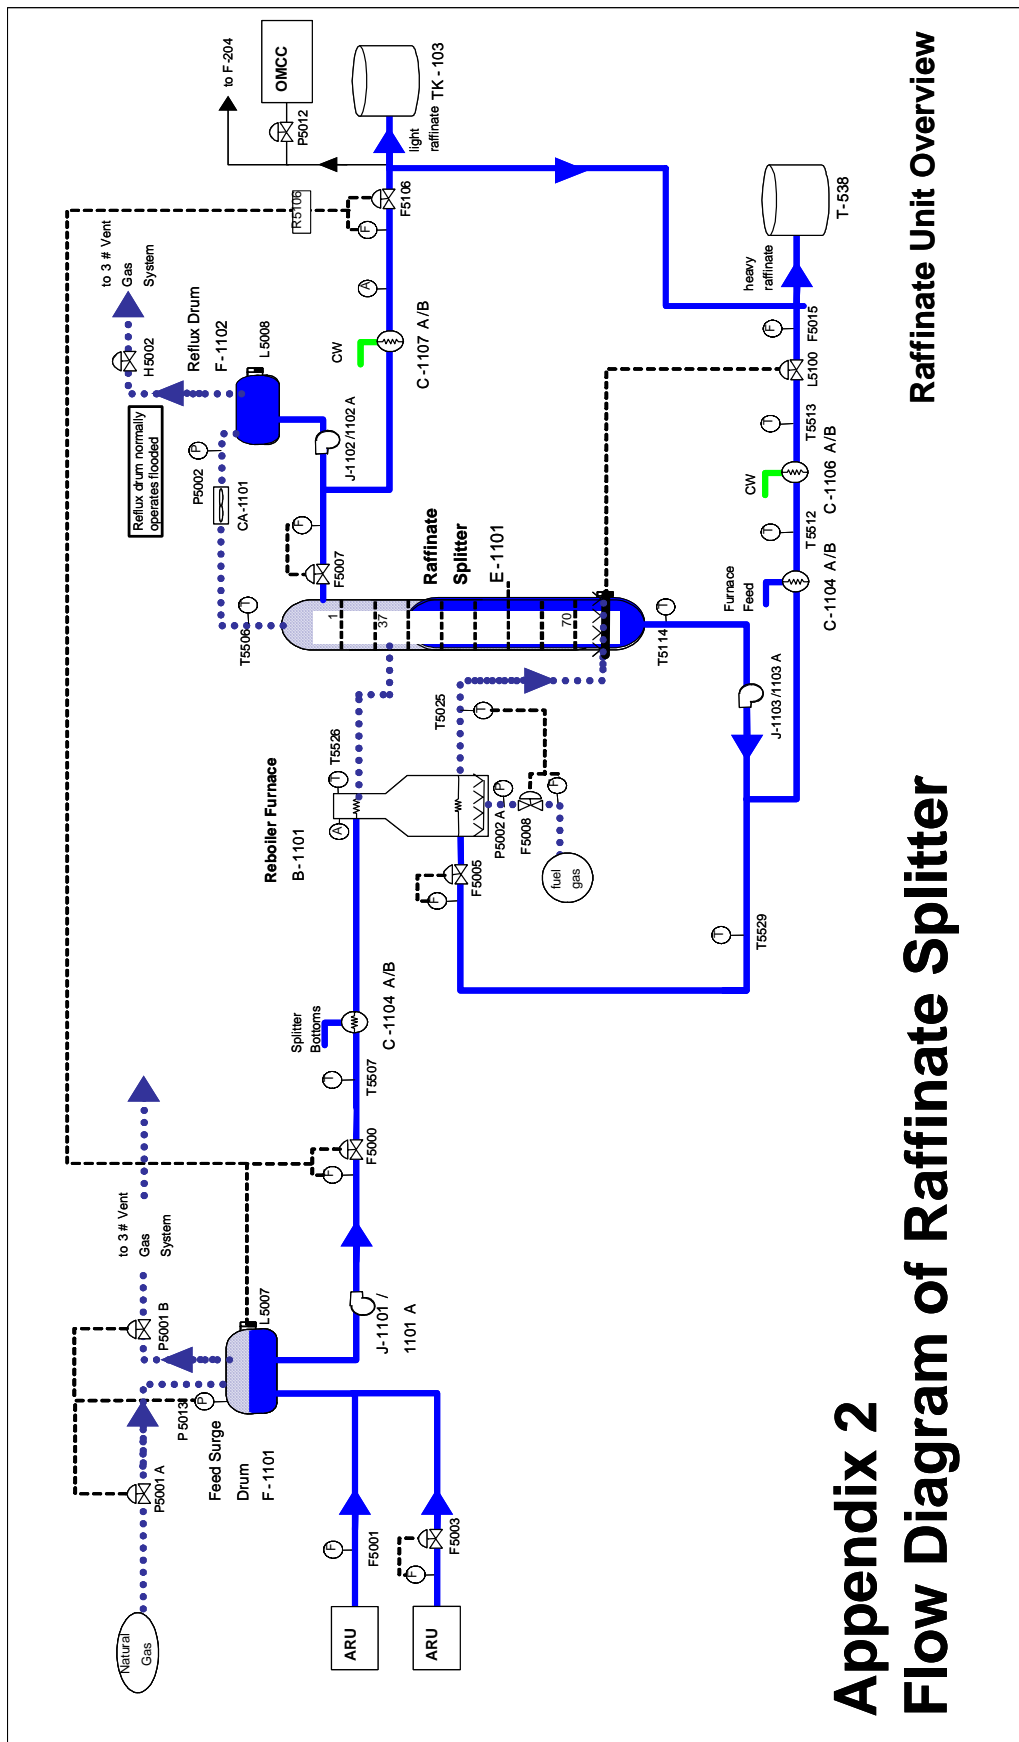 Appendix 2
Flow Diagram of Raffinate Splitter
Raffinate Unit Overview
Natural
Gas
P5001 A
P5013
P
P5001 B
to 3 # Vent
Gas
System
Feed Surge
Drum
F-1101
L5007
ARU
F
F5001
ARU
F
F5003
J-1101 /
1101 A
F
F5000
T
T5507
Splitter
Bottoms
C-1104 A/B
Reboiler Furnace
B-1101
A
T
T5526
F
F5005
P
P5002 A
F5008
F
fuel
gas
T
T5025
T
T5529
T5506
T
CA-1101
P5002
P
Reflux drum normally
operates flooded
Reflux Drum
F-1102
L5008
H5002
to 3 # Vent
Gas
System
J-1102 /1102 A
F
F5007
Raffinate
Splitter
E-1101
1
37
70
T
T5114
J-1103 /1103 A
Furnace
Feed
C-1104 A/B
T
T5512
CW
C-1106 A/B
T
T5513
L5100
F
F5015
heavy
raffinate
T-538
CW
C-1107 A/B
A
F
F5106
R5106
light
raffinate
TK-103
P5012
OMCC
to F-204